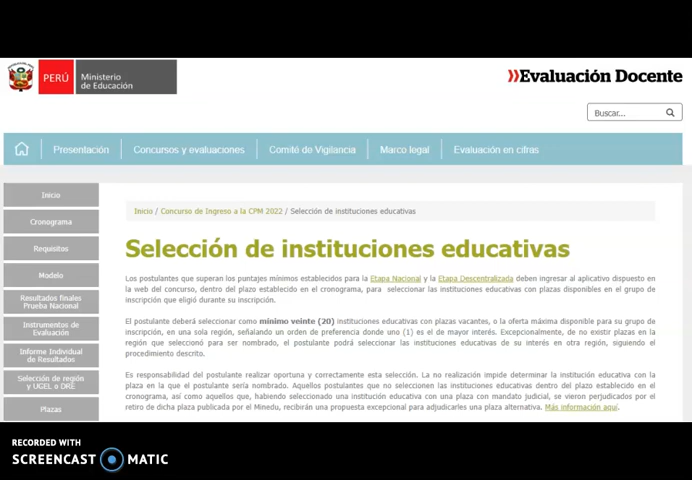 PERÚ
Ministerio
de Educación
Evaluación Docente
Buscar...
Presentación
Concursos y evaluaciones
Comité de Vigilancia
Marco legal
Evaluación en cifras
Inicio
Cronograma
Requisitos
Modelo
Resultados finales
Prueba Nacional
Instrumentos de
Evaluación
Informe Individual
de Resultados
Selección de región
y UGEL o DRE
Plazas
Inicio / Concurso de Ingreso a la CPM 2022 / Selección de instituciones educativas
Selección de instituciones educativas
Los postulantes que superan los puntajes mínimos establecidos para la Etapa Nacional y la Etapa Descentralizada deben ingresar al aplicativo dispuesto en
la web del concurso, dentro del plazo establecido en el cronograma, para seleccionar las instituciones educativas con plazas disponibles en el grupo de
inscripción que eligió durante su inscripción.
El postulante deberá seleccionar como mínimo veinte (20) instituciones educativas con plazas vacantes, o la oferta máxima disponible para su grupo de
inscripción, en una sola región, señalando un orden de preferencia donde uno (1) es el de mayor interés. Excepcionalmente, de no existir plazas en la
región que seleccionó para ser nombrado, el postulante podrá seleccionar las instituciones educativas de su interés en otra región, siguiendo el
procedimiento descrito.
Es responsabilidad del postulante realizar oportuna y correctamente esta selección. La no realización impide determinar la institución educativa con la
plaza en la que el postulante sería nombrado. Aquellos postulantes que no seleccionen las instituciones educativas dentro del plazo establecido en el
cronograma, así como aquellos que, habiendo seleccionado una institución educativa con una plaza con mandato judicial, se vieron perjudicados por el
retiro de dicha plaza publicada por el Minedu, recibirán una propuesta excepcional para adjudicarles una plaza alternativa. Más información aquí.
RECORDED WITH
SCREENCAST MATIC